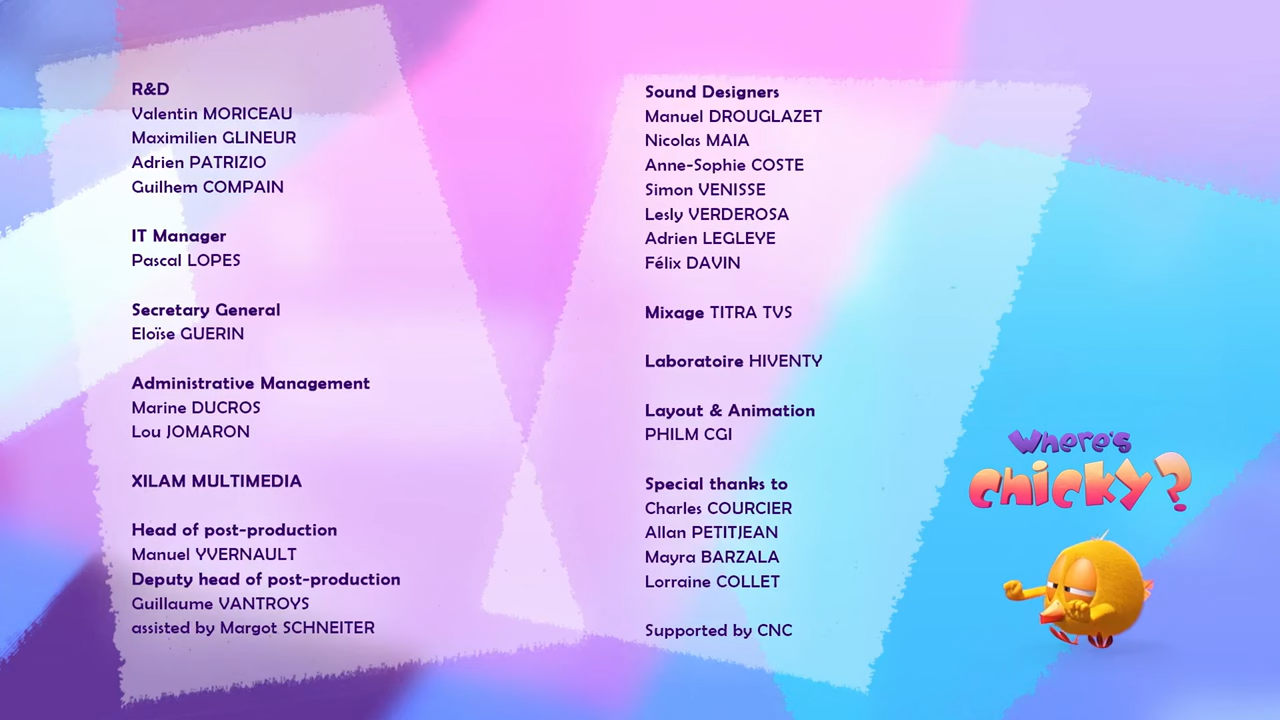 R&D
Valentin MORICEAU
Maximilien GLINEUR
Adrien PATRIZIO
Guilhem COMPAIN
IT Manager
Pascal LOPES
Secretary General
Eloïse GUERIN
Administrative Management
Marine DUCROS
Lou JOMARON
XILAM MULTIMEDIA
Head of post-production
Manuel YVERNAULT
Deputy head of post-production
Guillaume VANTROYS
assisted by Margot SCHNEITER
Sound Designers
Manuel DROUGLAZET
Nicolas MAIA
Anne-Sophie COSTE
Simon VENISSE
Lesly VERDEROSA
Adrien LEGLEYE
Félix DAVIN
Mixage TITRA TVS
Laboratoire HIVENTY
Layout & Animation
PHILM CGI
Special thanks to
Charles COURCIER
Allan PETITJEAN
Mayra BARZALA
Lorraine COLLET
Supported by CNC
Where's
chicky?